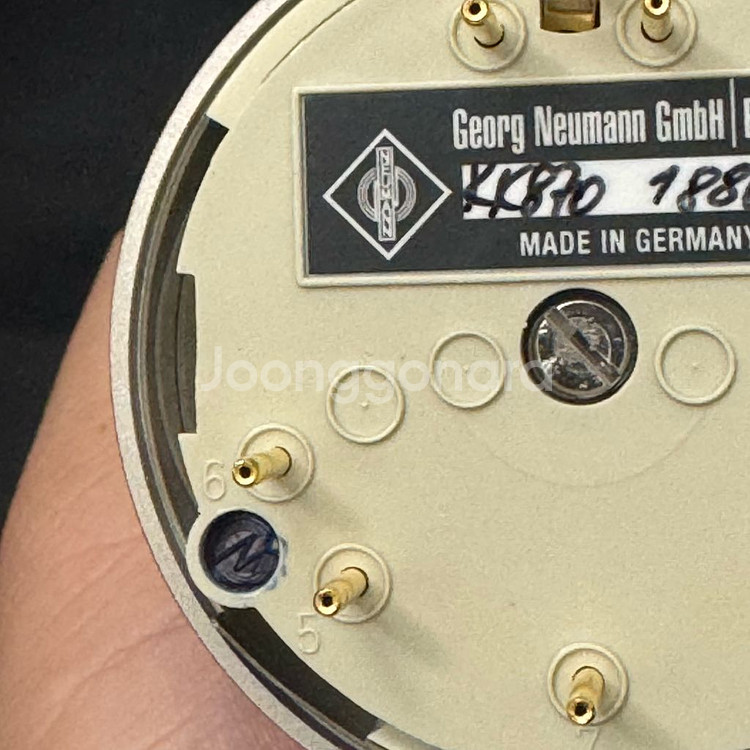 Georg Neumann GmbH
NEUMANN
KK870 188
MADE IN GERMANY
Joonggonara
6
5
7